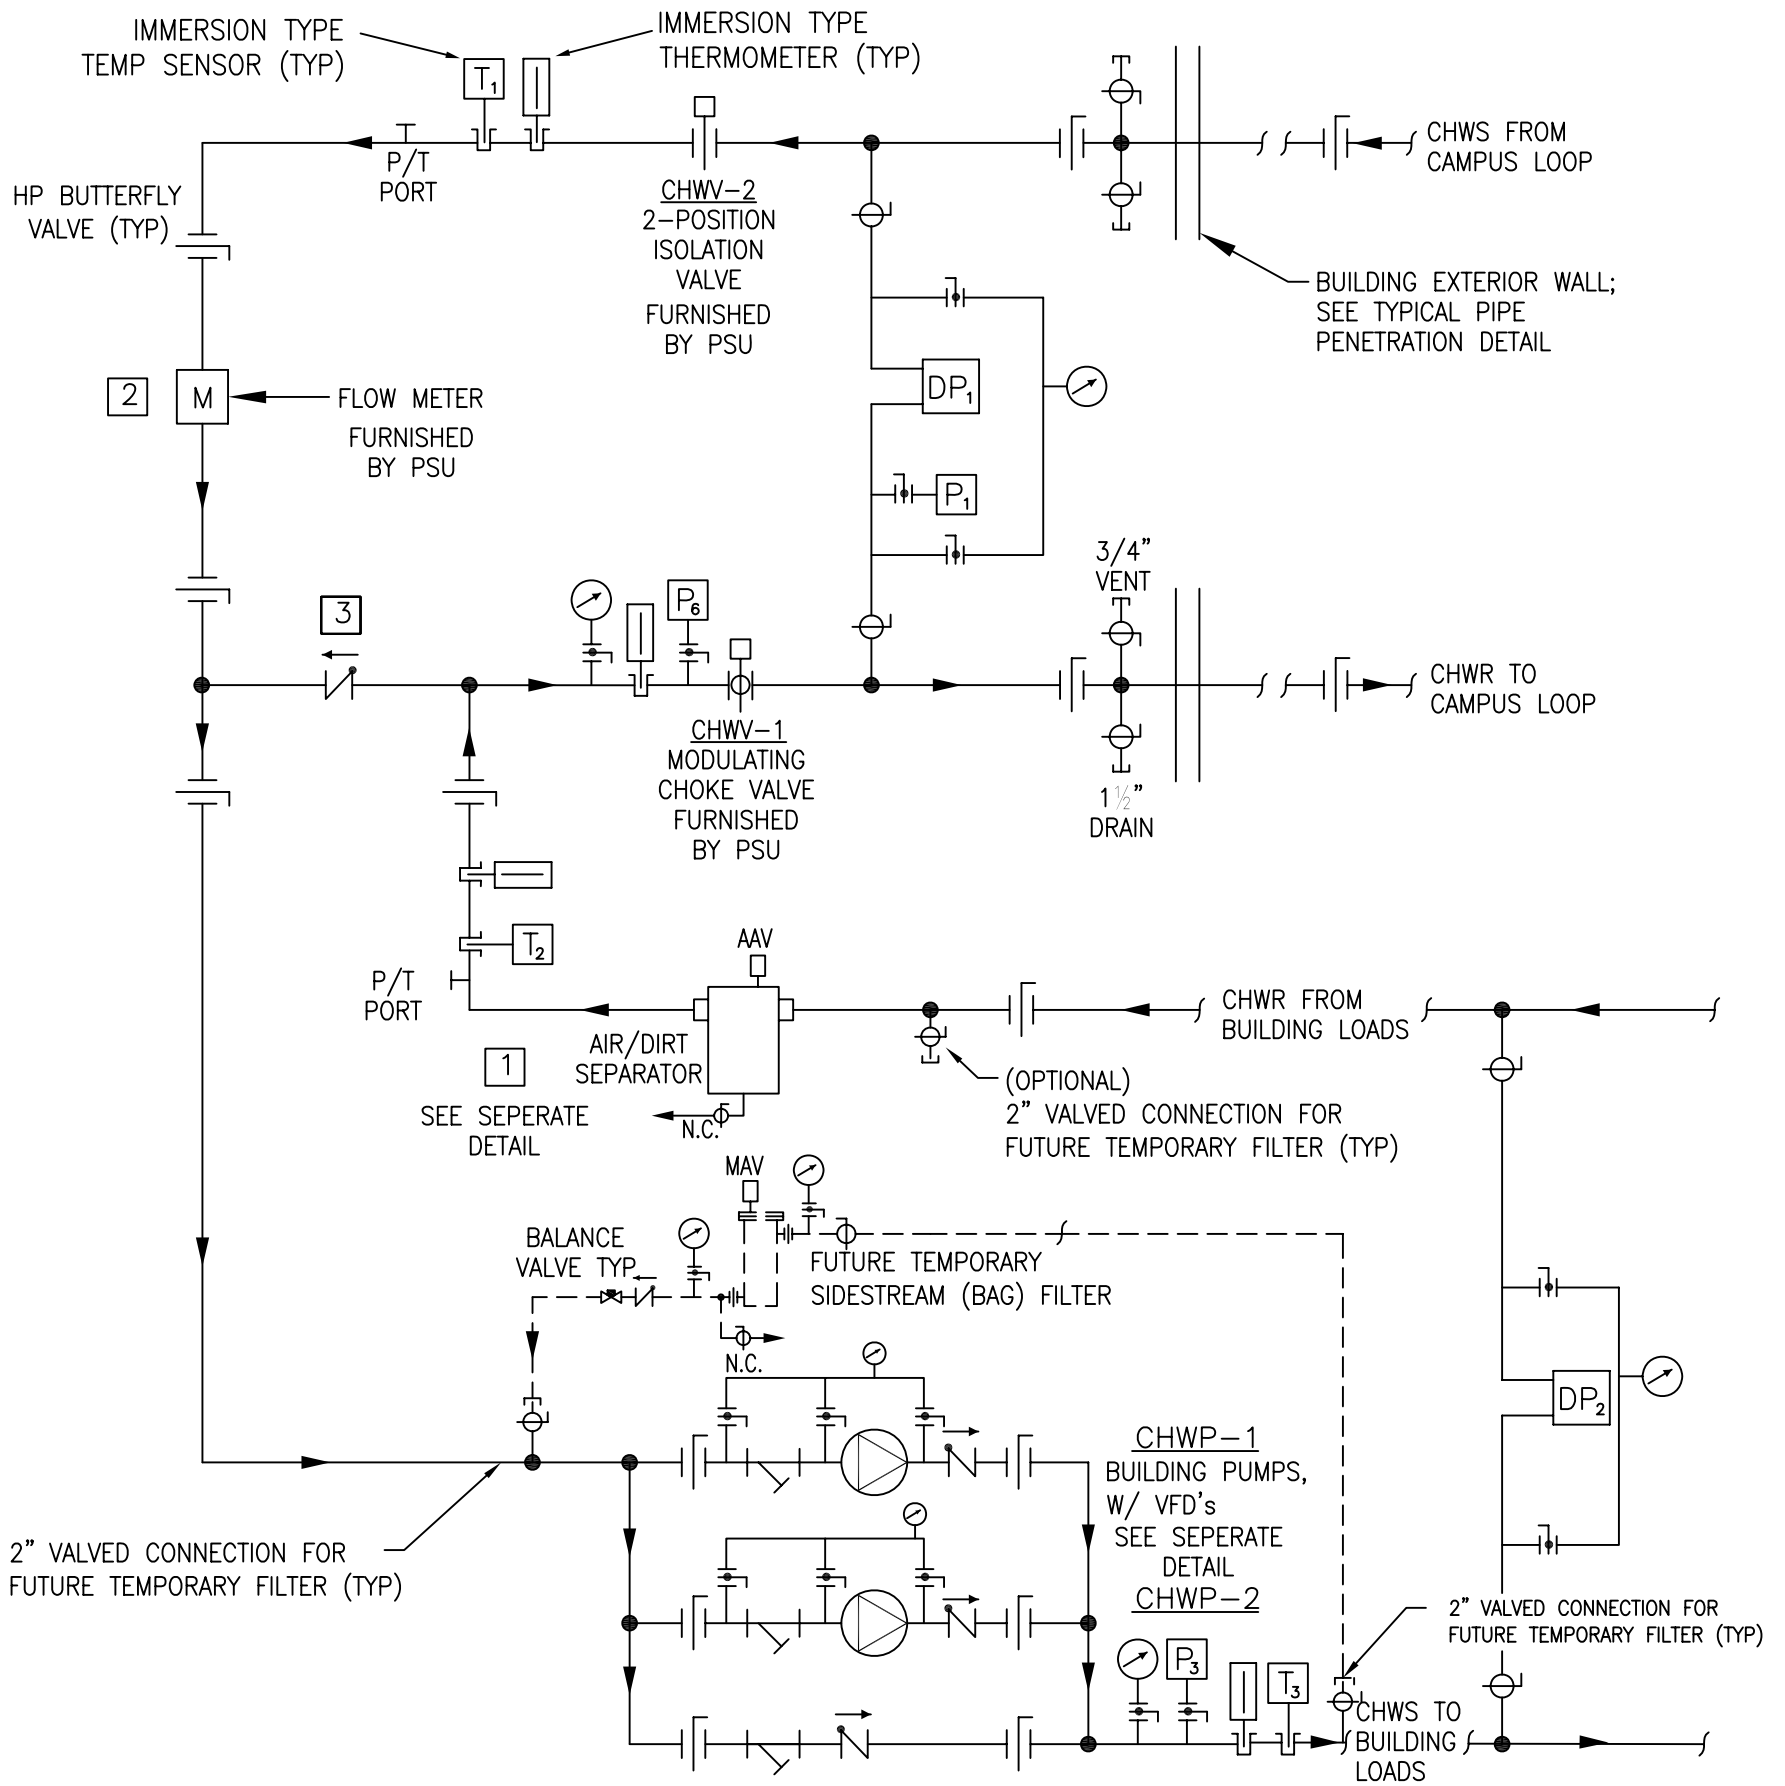 IMMERSION TYPE
TEMP SENSOR (TYP)
IMMERSION TYPE
THERMOMETER (TYP)
T1
P/T
PORT
CHWV-2
2-POSITION
ISOLATION
VALVE
FURNISHED
BY PSU
CHWS FROM
CAMPUS LOOP
HP BUTTERFLY
VALVE (TYP)
BUILDING EXTERIOR WALL;
SEE TYPICAL PIPE
PENETRATION DETAIL
2
M
FLOW METER
FURNISHED
BY PSU
DP1
P1
3/4"
VENT
3
P6
CHWR TO
CAMPUS LOOP
CHWV-1
MODULATING
CHOKE VALVE
FURNISHED
BY PSU
1 ½"
DRAIN
T2
P/T
PORT
AAV
AIR/DIRT
SEPARATOR
N.C.
1
SEE SEPERATE
DETAIL
CHWR FROM
BUILDING LOADS
(OPTIONAL)
2" VALVED CONNECTION FOR
FUTURE TEMPORARY FILTER (TYP)
MAV
BALANCE
VALVE TYP
FUTURE TEMPORARY
SIDESTREAM (BAG) FILTER
N.C.
DP2
CHWP-1
BUILDING PUMPS,
W/ VFD's
SEE SEPERATE
DETAIL
CHWP-2
2" VALVED CONNECTION FOR
FUTURE TEMPORARY FILTER (TYP)
2" VALVED CONNECTION FOR
FUTURE TEMPORARY FILTER (TYP)
P3
T3
CHWS TO
BUILDING
LOADS